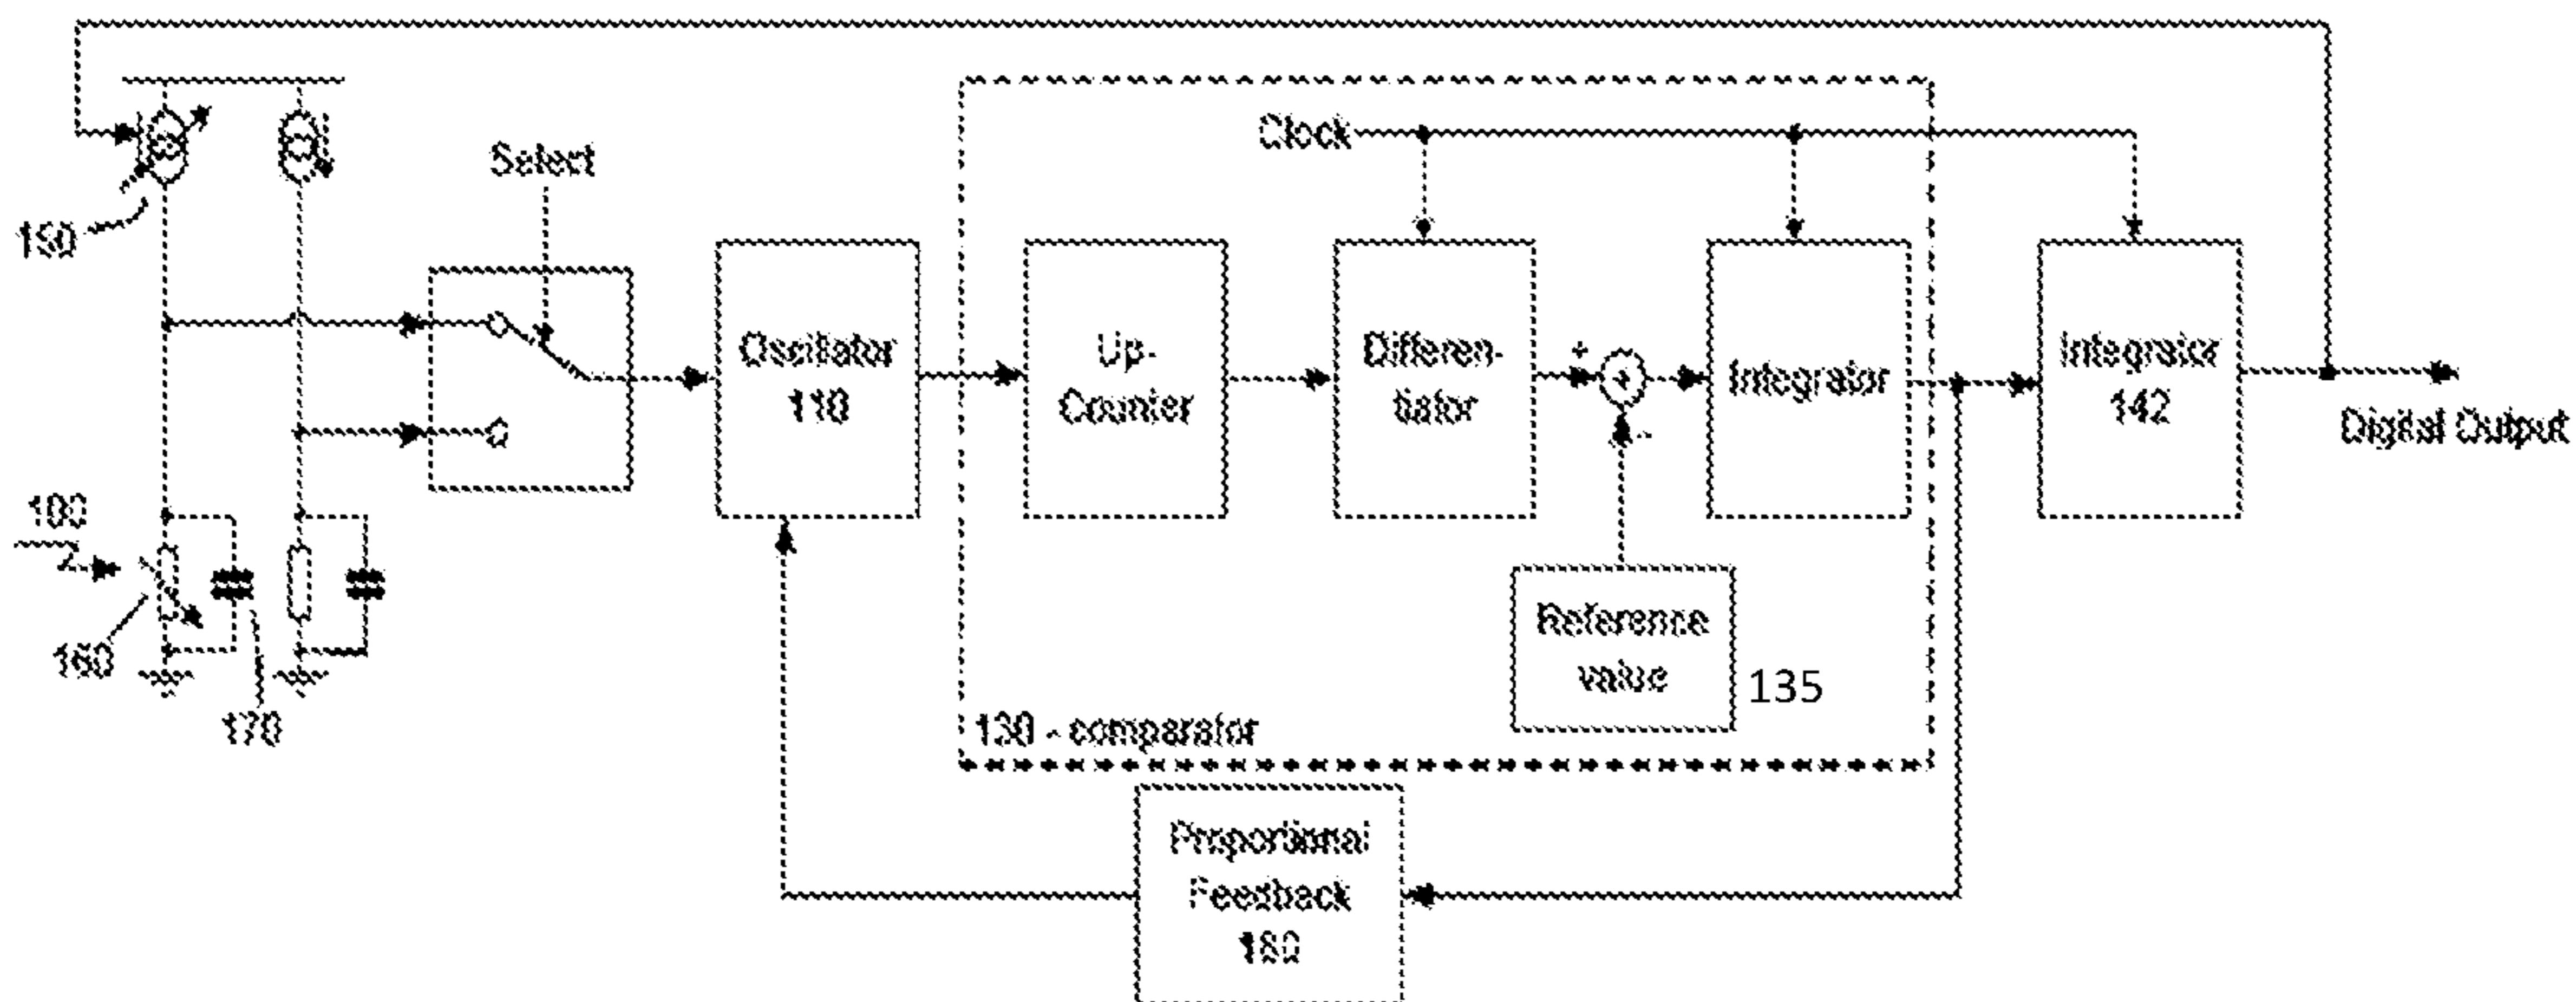 Clock
Select
150
Oscillator
110
Up-
Counter
Differen-
tiator
+
+
-
Integrator
Integrator
142
Digital Output
100
160
170
Reference
value
135
130 - comparator
Proportional
Feedback
180